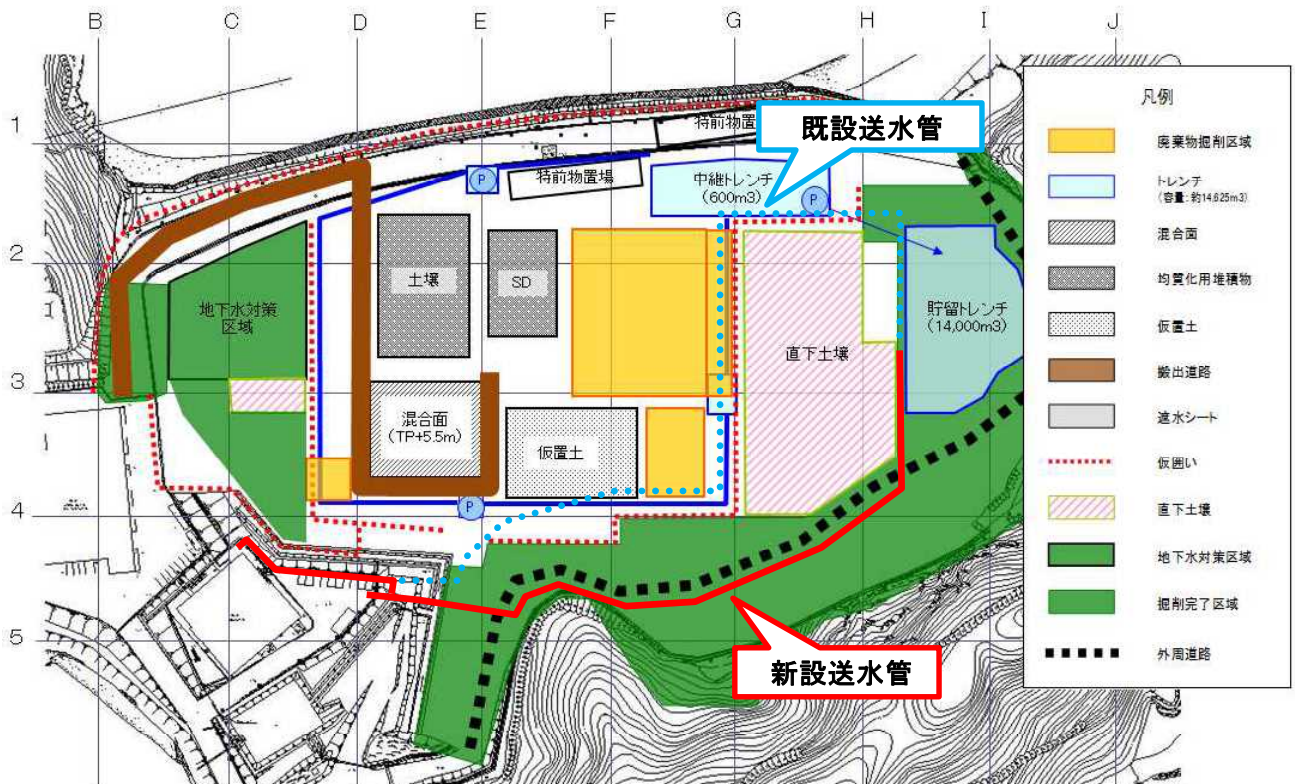 B C D E F G H I J
1
2
3
4
5
特前物置
既設送水管
特前物置場
中継トレンチ
(600m3)
P
P
土壌
SD
地下水対策
区域
貯留トレンチ
(14,000m3)
直下土壌
混合面
(TP+5.5m)
仮置土
P
新設送水管
凡例
廃棄物掘削区域
トレンチ
(容量:約14,625m3)
混合面
均質化用堆積物
仮置土
搬出道路
遮水シート
仮囲い
直下土壌
地下水対策区域
掘削完了区域
外周道路